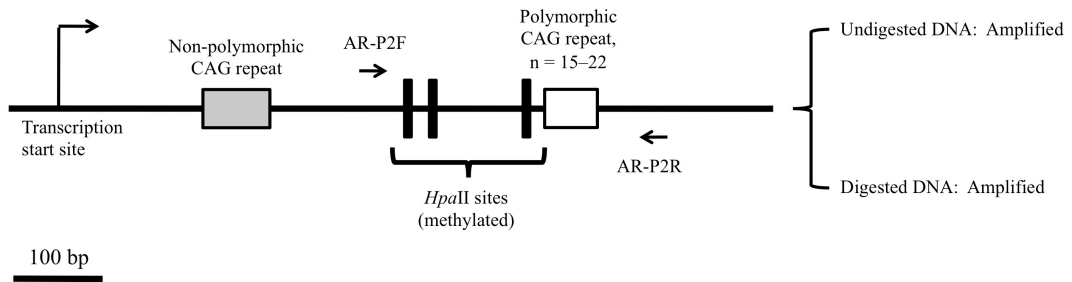 Polymorphic
CAG repeat,
n = 15–22
Undigested DNA:  Amplified
Non-polymorphic
CAG repeat
AR-P2F
Transcription
start site
AR-P2R
HpaII sites
(methylated)
Digested DNA:  Amplified
100 bp